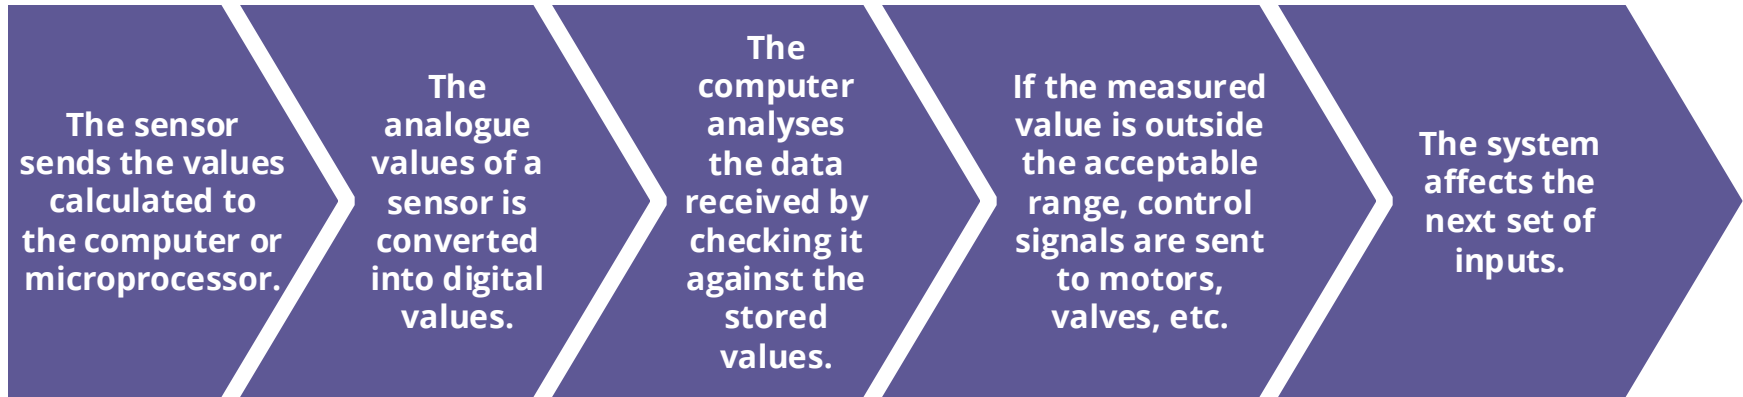 The sensor
sends the values
calculated to
the computer or
microprocessor.
The
analogue
values of a
sensor is
converted
into digital
values.
The
computer
analyses
the data
received by
checking it
against the
stored
values.
If the measured
value is outside
the acceptable
range, control
signals are sent
to motors,
valves, etc.
The system
affects the
next set of
inputs.